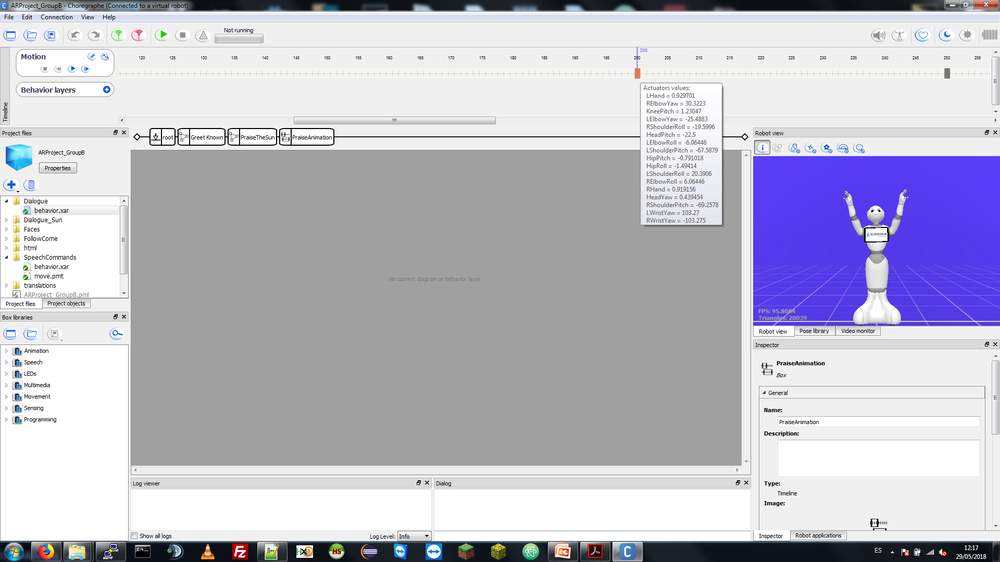 ARProject_GroupB - Choregraphe (Connected to a virtual robot)
File Edit Connection View Help
Not running
Timeline
Motion
Behavior layers
200
120 125 130 135 140 145 150 155 160 165 170 175 180 185 190 195 200 205 210 215 220 225 230 235 240 245 250 255
Actuators values:
LHand = 0.929701
RElbowYaw = 30.3223
KneePitch = 1.23047
LElbowYaw = -25.4883
RShoulderRoll = -19.5996
HeadPitch = -22.5
LElbowRoll = -6.06446
LShoulderPitch = -67.5879
HipPitch = -0.791018
HipRoll = -1.49414
LShoulderRoll = 20.3906
RElbowRoll = 6.06446
RHand = 0.919156
HeadYaw = 0.439454
RShoulderPitch = -69.2578
LWristYaw = 103.27
RWristYaw = -103.275
Project files
ARProject_GroupB
Properties
Dialogue
behavior.xar
Dialogue_Sun
Faces
FollowCome
html
SpeechCommands
behavior.xar
move.pmt
translations
ARProject_GroupB.pml
Project files Project objects
Box libraries
Animation
Speech
LEDs
Multimedia
Movement
Sensing
Programming
root Greet Known PraiseTheSun PraiseAnimation
No current diagram or behavior layer.
Log viewer
Show all logs
Log Level: Info
Dialog
Robot view
ALDEBARAN
FPS: 95.8084
Triangles: 20039
Robot view Pose library Video monitor
Inspector
PraiseAnimation
Box
General
Name:
PraiseAnimation
Description:
Type:
Timeline
Image:
Inspector Robot applications
ES
12:17
29/05/2018